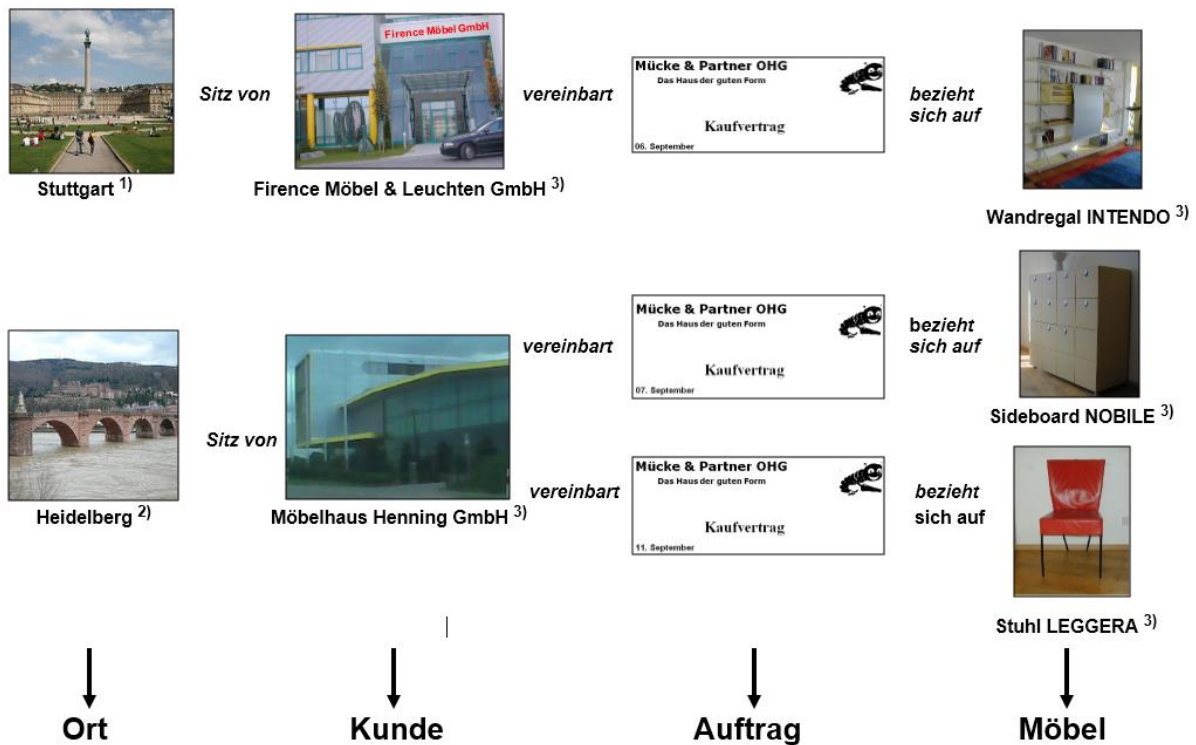 Firence Möbel GmbH
Mücke & Partner OHG
Das Haus der guten Form
Kaufvertrag
06. September
Sitz von
vereinbart
bezieht
sich auf
Stuttgart 1)
Firence Möbel & Leuchten GmbH 3)
Wandregal INTENDO 3)
Mücke & Partner OHG
Das Haus der guten Form
Kaufvertrag
07. September
vereinbart
bezieht
sich auf
Sideboard NOBILE 3)
Sitz von
Mücke & Partner OHG
Das Haus der guten Form
Kaufvertrag
11. September
vereinbart
bezieht
sich auf
Heidelberg 2)
Möbelhaus Henning GmbH 3)
Stuhl LEGGERA 3)
Ort
Kunde
Auftrag
Möbel